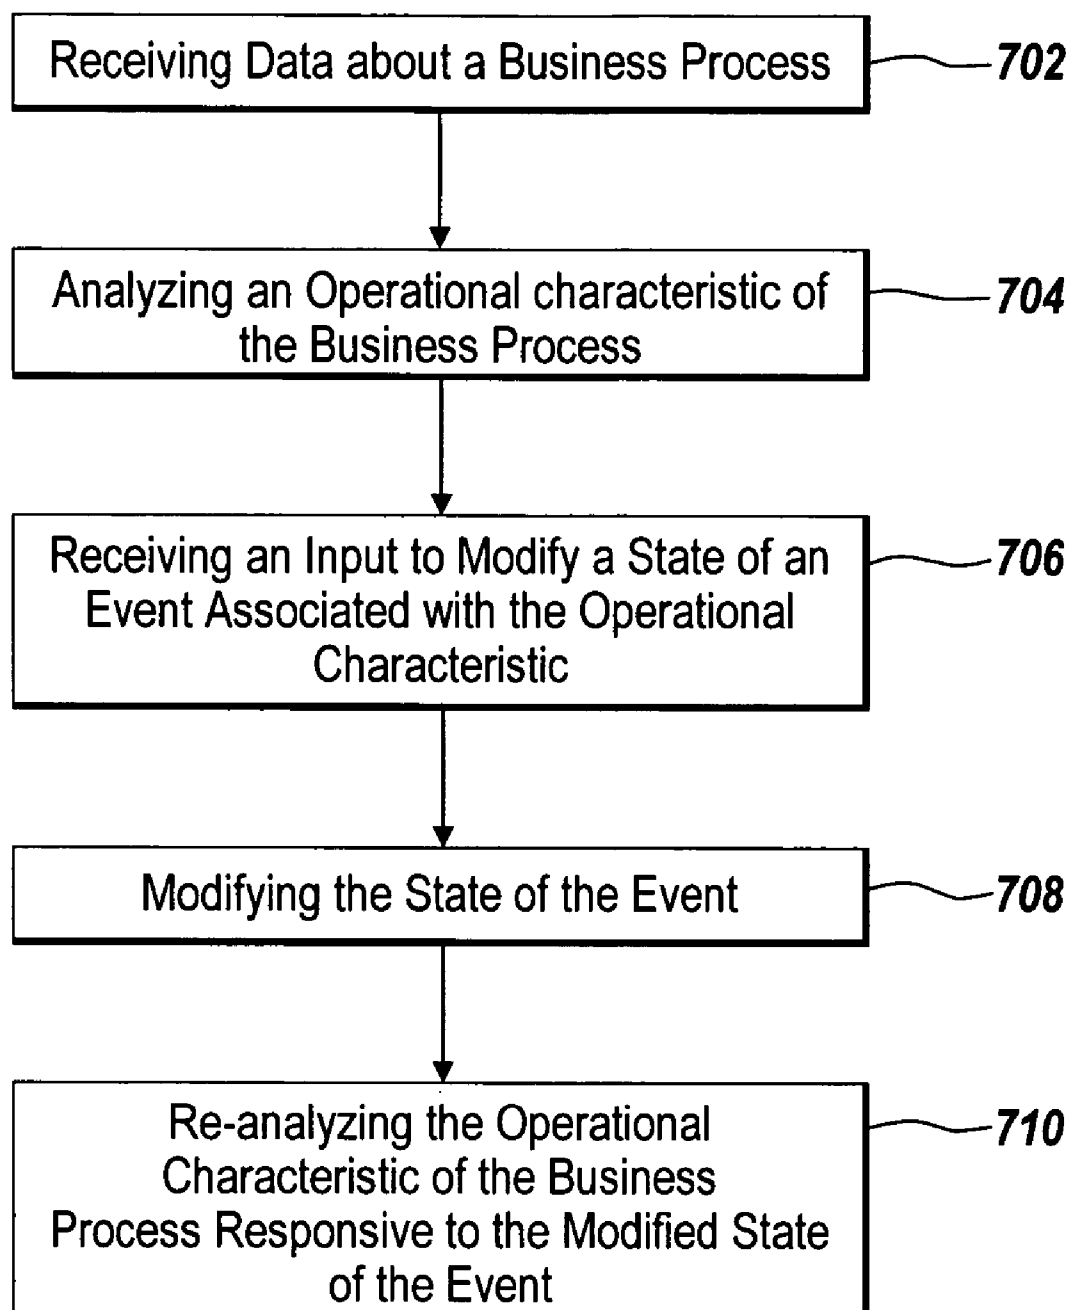 Receiving Data about a Business Process
702
Analyzing an Operational characteristic of
the Business Process
704
Receiving an Input to Modify a State of an
Event Associated with the Operational
Characteristic
706
Modifying the State of the Event
708
Re-analyzing the Operational
Characteristic of the Business
Process Responsive to the Modified State
of the Event
710